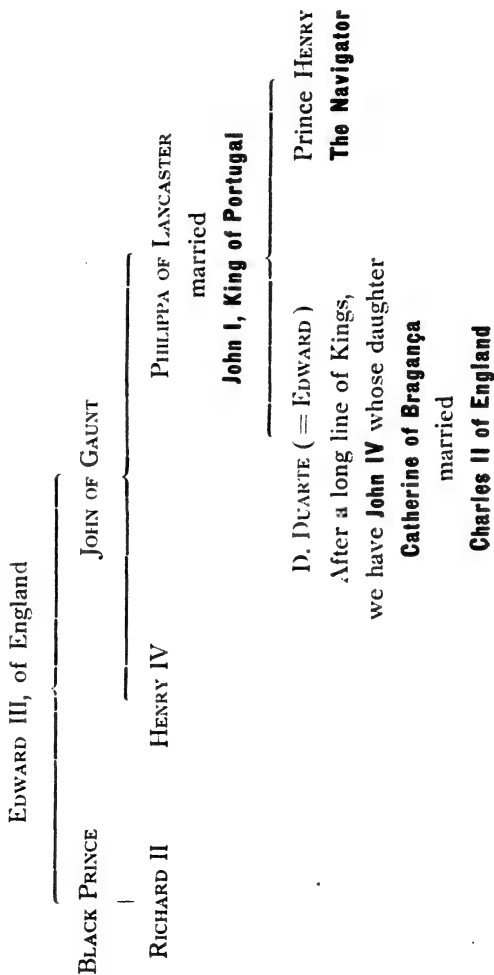 EDWARD III, of England
BLACK PRINCE
JOHN OF GAUNT
RICHARD II
HENRY IV
PHILIPPA OF LANCASTER
married
John I, King of Portugal
D. DUARTE (= EDWARD)
Prince HENRY
After a long line of Kings,
The Navigator
we have John IV whose daughter
Catherine of Bragança
married
Charles II of England